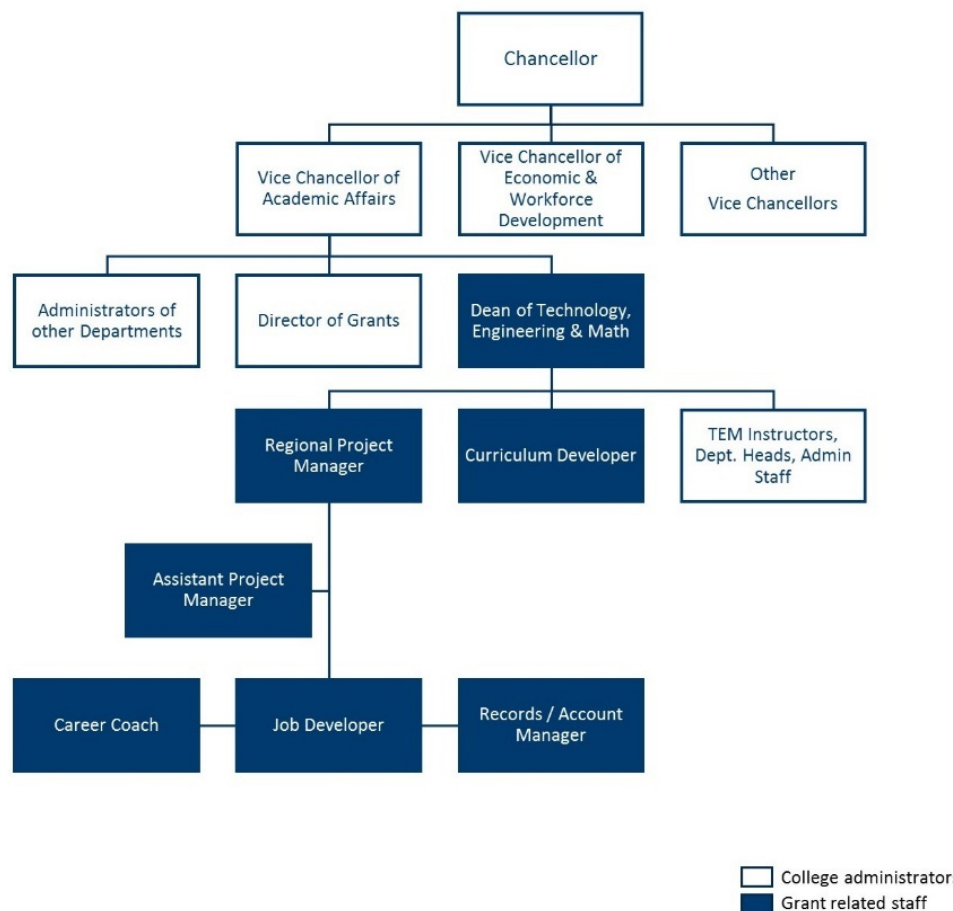 Chancellor
Vice Chancellor of
Academic Affairs
Vice Chancellor of
Economic &
Workforce
Development
Other
Vice Chancellors
Administrators of
other Departments
Director of Grants
Dean of Technology,
Engineering & Math
Regional Project
Manager
Curriculum Developer
TEM Instructors,
Dept. Heads, Admin
Staff
Assistant Project
Manager
Career Coach
Job Developer
Records / Account
Manager
College administrators
Grant related staff